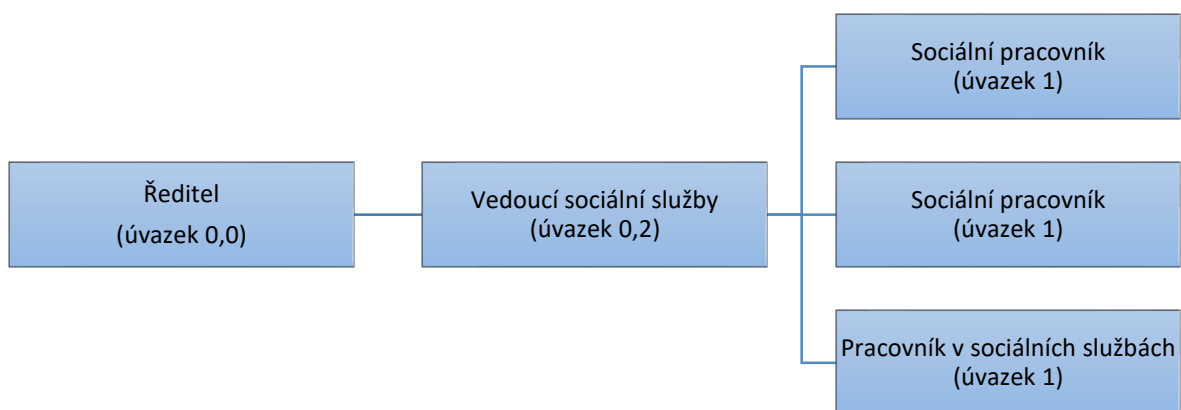 Ředitel
(úvazek 0,0)
Vedoucí sociální služby
(úvazek 0,2)
Sociální pracovník
(úvazek 1)
Sociální pracovník
(úvazek 1)
Pracovník v sociálních službách
(úvazek 1)